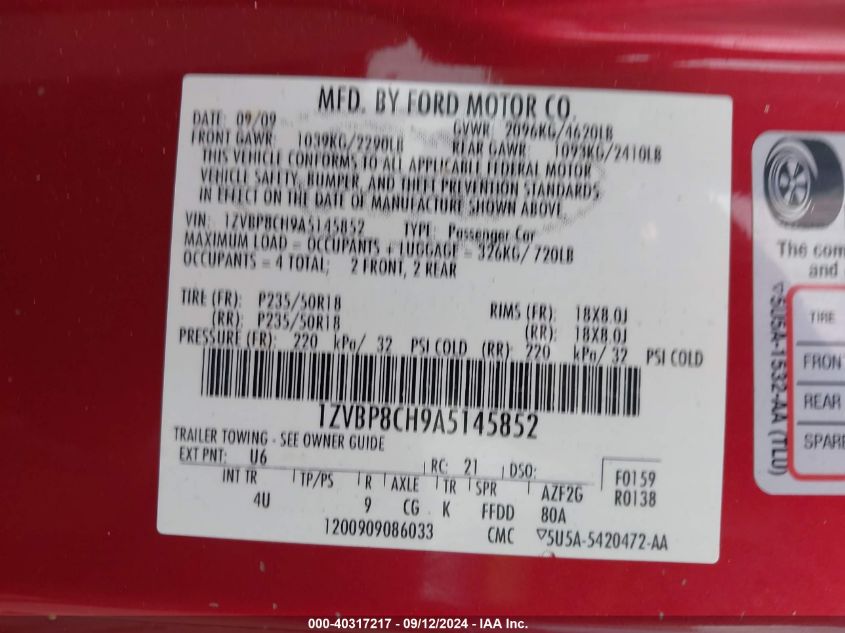 MFD. BY FORD MOTOR CO.
DATE: 09/09 GVWR: 2096KG/4620LB
FRONT GAWR: 1039KG/2290LB REAR GAWR: 1093KG/2410LB
THIS VEHICLE CONFORMS TO ALL APPLICABLE FEDERAL MOTOR
VEHICLE SAFETY, BUMPER, AND THEFT PREVENTION STANDARDS
IN EFFECT ON THE DATE OF MANUFACTURE SHOWN ABOVE.
VIN: 1ZVBP8CH9A5145852 TYPE: Passenger Car
MAXIMUM LOAD = OCCUPANTS + LUGGAGE = 326KG/720LB
OCCUPANTS = 4 TOTAL; 2 FRONT, 2 REAR
TIRE (FR): P235/50R18 RIMS (FR): 18X8.0J
(RR): P235/50R18 (RR): 18X8.0J
PRESSURE (FR): 220 kPa/ 32 PSI COLD (RR): 220 kPa/ 32 PSI COLD
1ZVBP8CH9A5145852
TRAILER TOWING - SEE OWNER GUIDE
EXT PNT: U6 RC: 21 DSO: F0159
INT TR TP/PS R AXLE TR SPR AZF2G R0138
4U 9 CG K FFDD 80A
1200909086033 CMC ▽5U5A-5420472-AA
The com
and
▽5U5A-1532-AA (TLU)
TIRE
FRON
REAR
SPARE
000-40317217 - 09/12/2024 - IAA Inc.